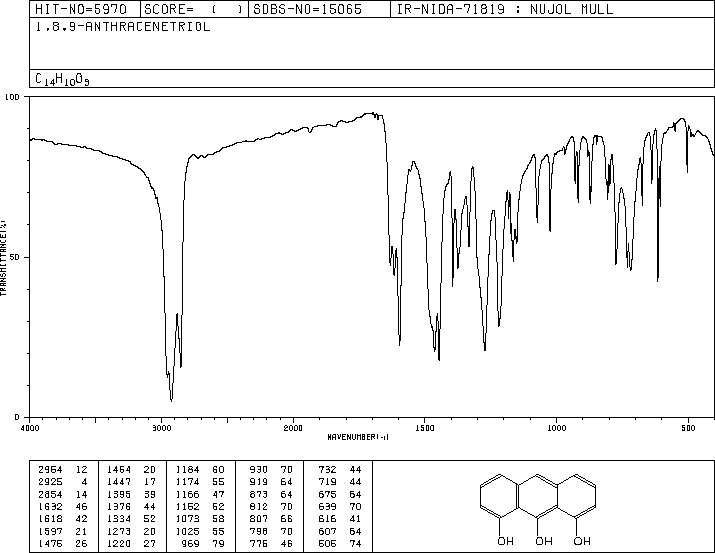 HIT-NO=5970 SCORE= ( ) SDBS-NO=15065 IR-NIDA-71819 : NUJOL MULL
1,8,9-ANTHRACENETRIOL
C14H10O3
100
50
0
TRANSMITTANCE(%)
4000 3000 2000 1500 1000 500
WAVENUMBER(-1)
2954 12 1464 20 1184 60 930 70 732 44
2925 4 1447 17 1174 55 919 64 719 44
2854 14 1395 39 1166 47 873 64 675 64
1632 46 1376 44 1152 52 812 70 639 70
1618 42 1334 52 1073 58 807 66 616 41
1597 21 1273 20 1025 55 798 70 607 64
1475 26 1220 27 969 79 775 46 505 74
OH OH OH